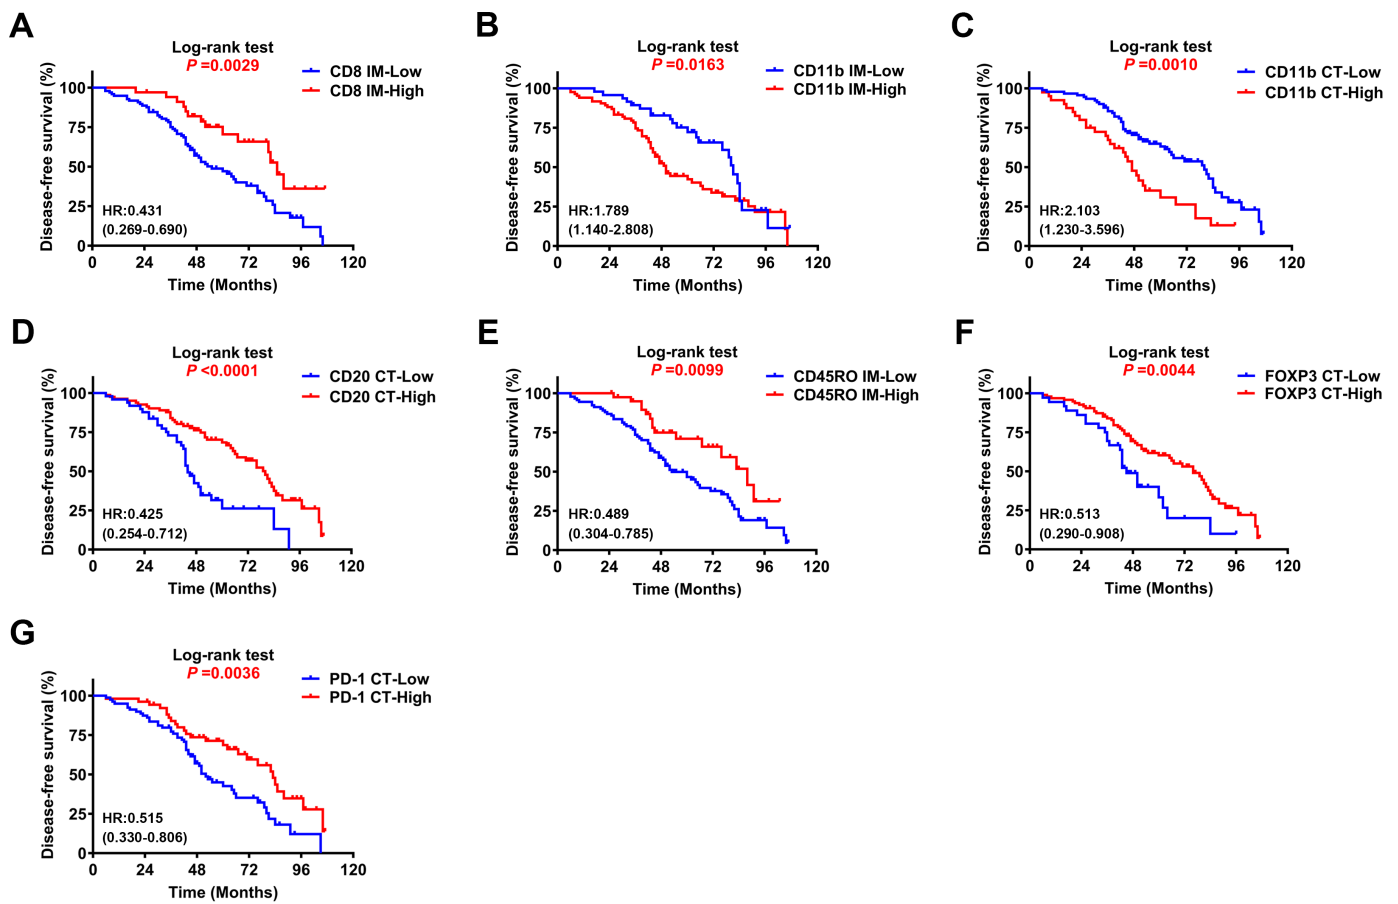 A
Log-rank test
P =0.0029
CD8 IM-Low
CD8 IM-High
Disease-free survival (%)
100
75
50
25
0
HR:0.431
(0.269-0.690)
0 24 48 72 96 120
Time (Months)
B
Log-rank test
P =0.0163
CD11b IM-Low
CD11b IM-High
Disease-free survival (%)
100
75
50
25
0
HR:1.789
(1.140-2.808)
0 24 48 72 96 120
Time (Months)
C
Log-rank test
P =0.0010
CD11b CT-Low
CD11b CT-High
Disease-free survival (%)
100
75
50
25
0
HR:2.103
(1.230-3.596)
0 24 48 72 96 120
Time (Months)
D
Log-rank test
P <0.0001
CD20 CT-Low
CD20 CT-High
Disease-free survival (%)
100
75
50
25
0
HR:0.425
(0.254-0.712)
0 24 48 72 96 120
Time (Months)
E
Log-rank test
P =0.0099
CD45RO IM-Low
CD45RO IM-High
Disease-free survival (%)
100
75
50
25
0
HR:0.489
(0.304-0.785)
0 24 48 72 96 120
Time (Months)
F
Log-rank test
P =0.0044
FOXP3 CT-Low
FOXP3 CT-High
Disease-free survival (%)
100
75
50
25
0
HR:0.513
(0.290-0.908)
0 24 48 72 96 120
Time (Months)
G
Log-rank test
P =0.0036
PD-1 CT-Low
PD-1 CT-High
Disease-free survival (%)
100
75
50
25
0
HR:0.515
(0.330-0.806)
0 24 48 72 96 120
Time (Months)